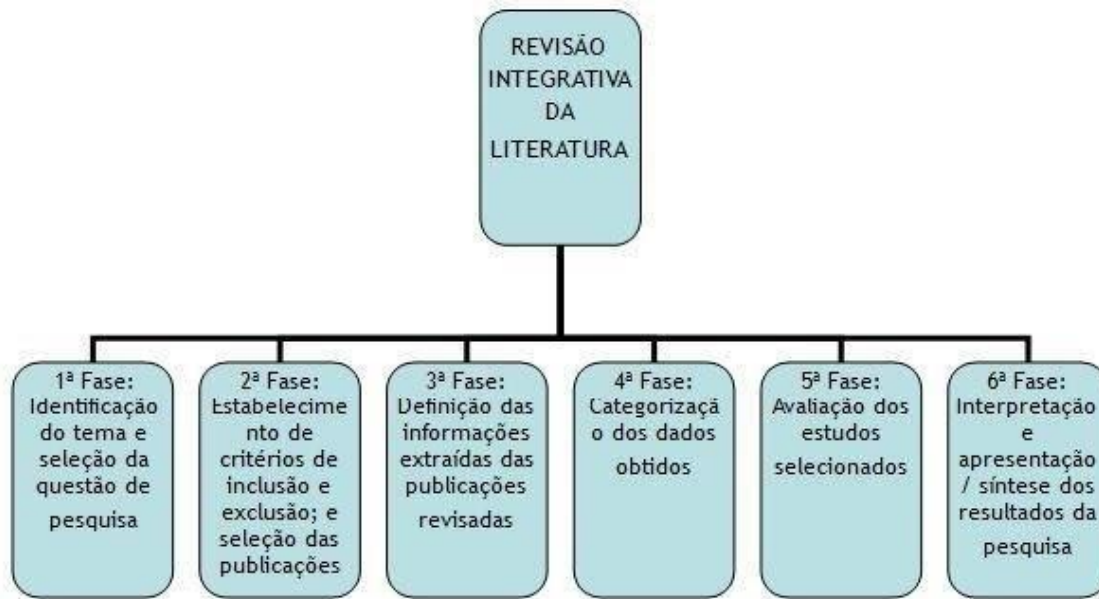 REVISÃO
INTEGRATIVA
DA
LITERATURA
1ª Fase:
Identificação
do tema e
seleção da
questão de
pesquisa
2ª Fase:
Estabelecime
nto de
critérios de
inclusão e
exclusão; e
seleção das
publicações
3ª Fase:
Definição das
informações
extraídas das
publicações
revisadas
4ª Fase:
Categorizaçã
o dos dados
obtidos
5ª Fase:
Avaliação dos
estudos
selecionados
6ª Fase:
Interpretação
e
apresentação
/ síntese dos
resultados da
pesquisa